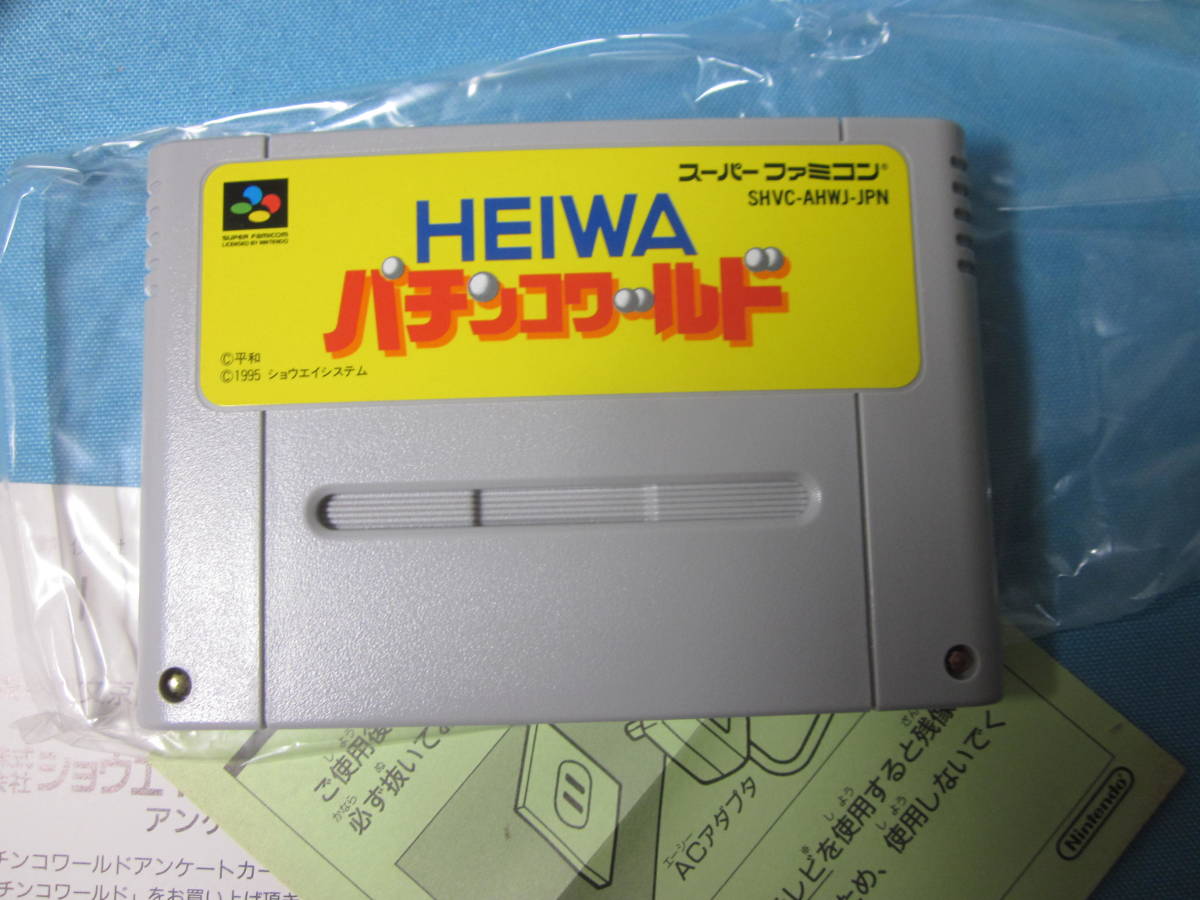 SUPER FAMICOM
LICENSED BY NINTENDO
スーパーファミコン®
SHVC-AHWJ-JPN
HEIWA
パチンコワールド
©平和
©1995 ショウエイシステム
ショウエイ
アンケ
チンコワールドアンケートカー
チンコワールド」をお買い上げ頂き
ご使用後
必ず抜いて
ACアダプタ
エーシー
レビを使用すると残像
ため、使用しないでく
Nintendo